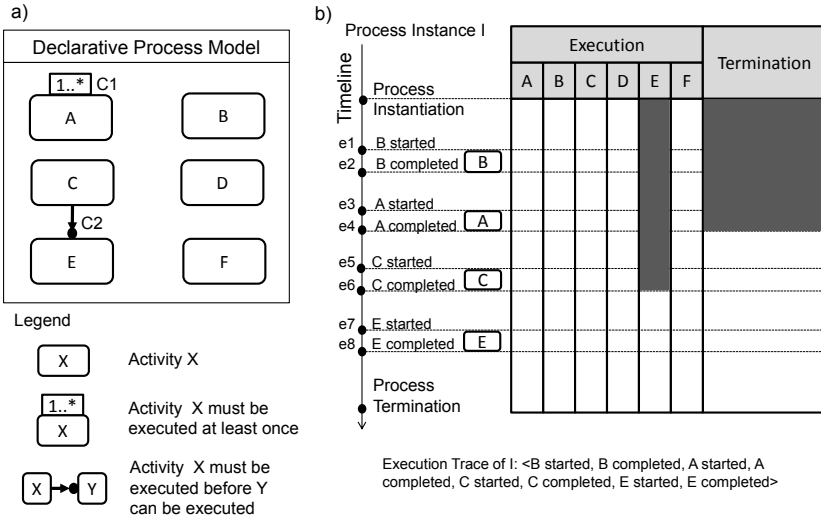 a)
Declarative Process Model
1..*
C1
A
B
C
D
C2
E
F
Legend
X
Activity X
1..*
X
Activity X must be
executed at least once
X
Y
Activity X must be
executed before Y
can be executed
b)
Process Instance I
Timeline
Execution
Termination
A B C D E F
Process
Instantiation
e1 B started
e2 B completed
B
e3 A started
e4 A completed
A
e5 C started
e6 C completed
C
e7 E started
e8 E completed
E
Process
Termination
Execution Trace of I: <B started, B completed, A started, A
completed, C started, C completed, E started, E completed>